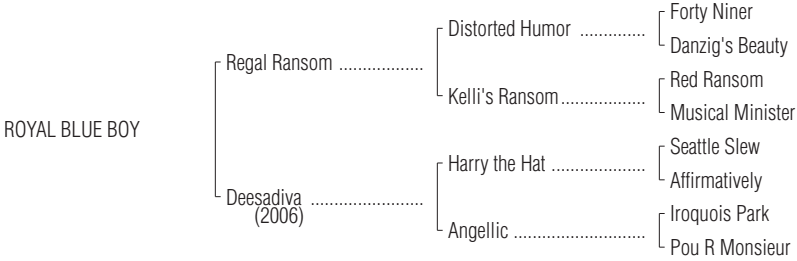 Forty Niner
Distorted Humor ..............
Danzig's Beauty
Regal Ransom ..................
Red Ransom
Kelli's Ransom..................
Musical Minister
ROYAL BLUE BOY
Seattle Slew
Harry the Hat ....................
Affirmatively
Deesadiva ........................
(2006)
Iroquois Park
Angellic ............................
Pou R Monsieur